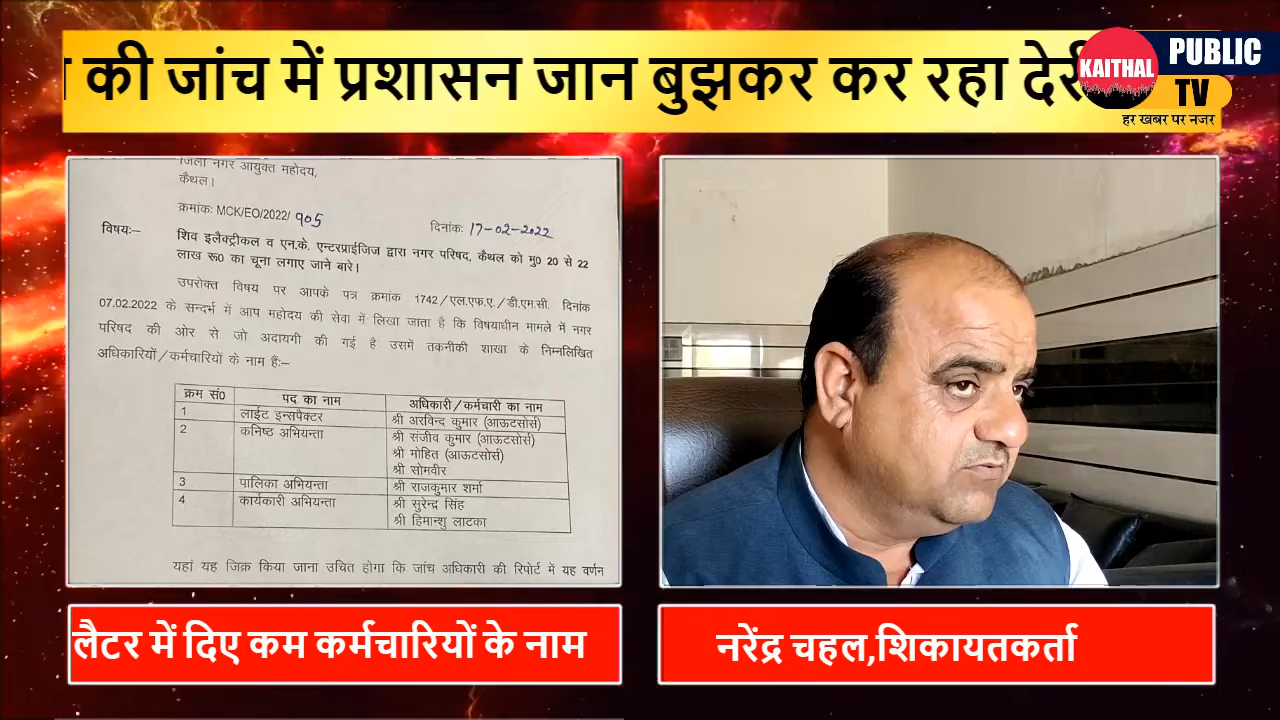 की जांच में प्रशासन जान बुझकर कर रहा देरी
KAITHAL
PUBLIC
TV
हर खबर पर नजर
जिला नगर आयुक्त महोदय,
कैथल।
क्रमांक: MCK/EO/2022/ 905 दिनांक: 17-02-2022
विषयः– शिव इलैक्ट्रीकल व एन.के. एन्टरप्राईजिज द्वारा नगर परिषद, कैथल को मु0 20 से 22
लाख रू0 का चूना लगाए जाने बारे।
उपरोक्त विषय पर आपके पत्र क्रमांक 1742/एल.एफ.ए./डी.एम.सी. दिनांक
07.02.2022 के सन्दर्भ में आप महोदय की सेवा में लिखा जाता है कि विषयाधीन मामले में नगर
परिषद की ओर से जो अदायगी की गई है उसमें तकनीकी शाखा के निम्नलिखित
अधिकारियों/कर्मचारियों के नाम हैः–
क्रम सं0 पद का नाम अधिकारी/कर्मचारी का नाम
1 लाईट इन्सपैक्टर श्री अरविन्द कुमार (आऊटसोर्स)
2 कनिष्ठ अभियन्ता श्री संजीव कुमार (आऊटसोर्स)
श्री मोहित (आऊटसोर्स)
श्री सोमवीर
3 पालिका अभियन्ता श्री राजकुमार शर्मा
4 कार्यकारी अभियन्ता श्री सुरेन्द्र सिंह
श्री हिमान्शु लाटका
यहां यह जिक्र किया जाना उचित होगा कि जांच अधिकारी की रिपोर्ट में यह वर्णन
लैटर में दिए कम कर्मचारियों के नाम
नरेंद्र चहल,शिकायतकर्ता